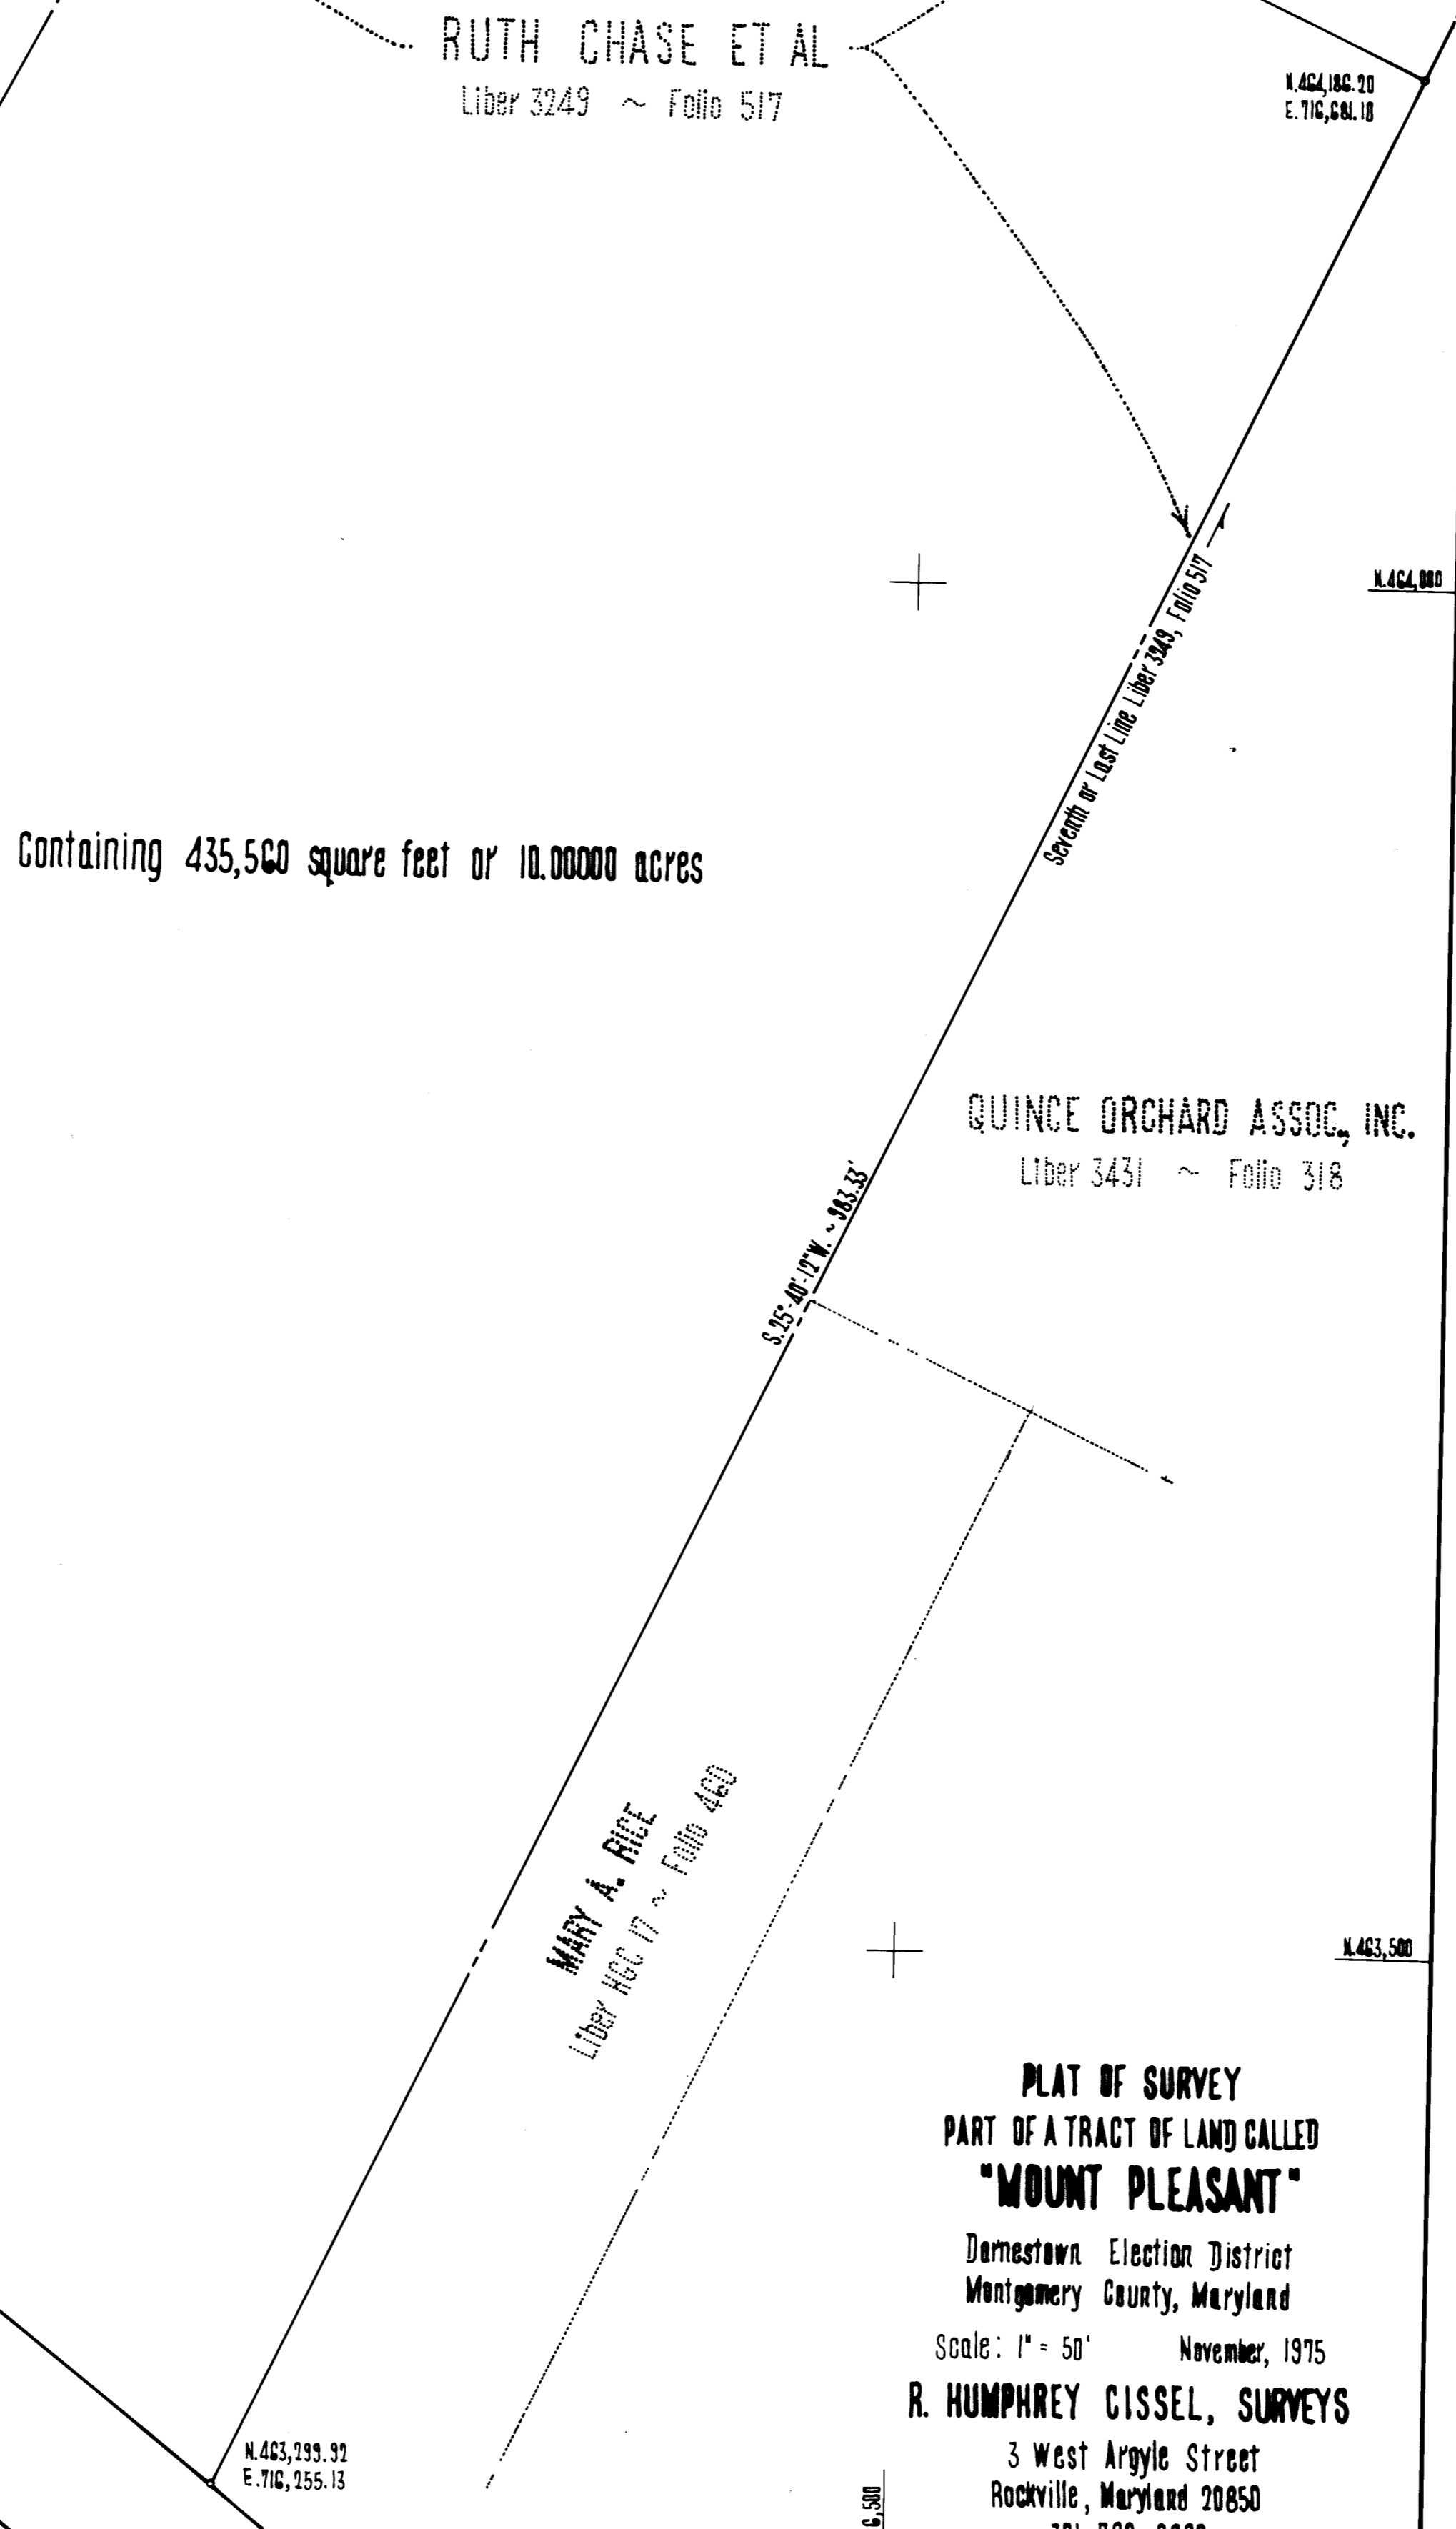 RUTH CHASE ET AL
Liber 3249 ~ Folio 517
N.464,186.20
E.716,681.10
N.464,000
Seventh or Last Line Liber 3249, Folio 517
Containing 435,560 square feet or 10.00000 acres
QUINCE ORCHARD ASSOC., INC.
Liber 3431 ~ Folio 318
S.25°-40'-12"W. ~ 983.33'
MARY A. RICE
Liber HGC 17 ~ Folio 460
N.463,500
PLAT OF SURVEY
PART OF A TRACT OF LAND CALLED
"MOUNT PLEASANT"
Darnestown Election District
Montgomery County, Maryland
Scale: 1" = 50' November, 1975
R. HUMPHREY CISSEL, SURVEYS
3 West Argyle Street
Rockville, Maryland 20850
N.463,299.92
E.716,255.13
6,500